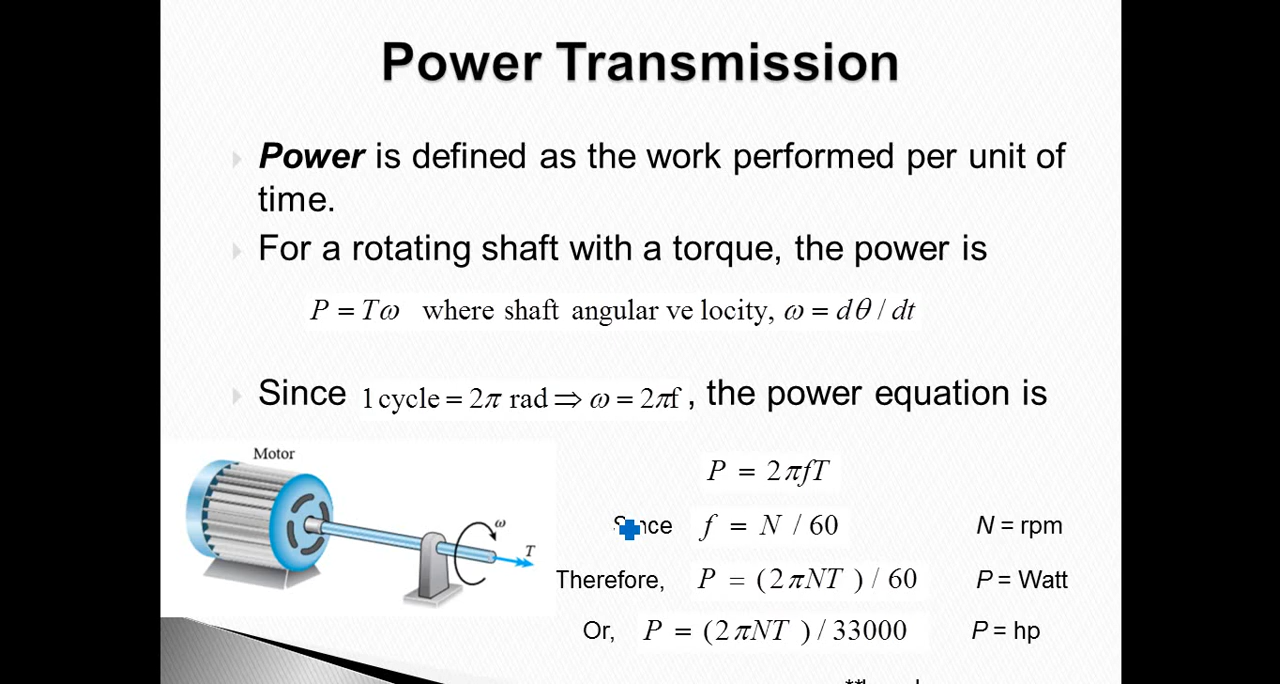 Power Transmission
Power is defined as the work performed per unit of
time.
For a rotating shaft with a torque, the power is
P = Tω where shaft angular ve locity, ω = dθ / dt
Since 1 cycle = 2π rad ⇒ ω = 2πf , the power equation is
Motor
ω
T
P = 2πfT
f = N / 60 N = rpm
Therefore, P = (2πNT ) / 60 P = Watt
Or, P = (2πNT ) / 33000 P = hp